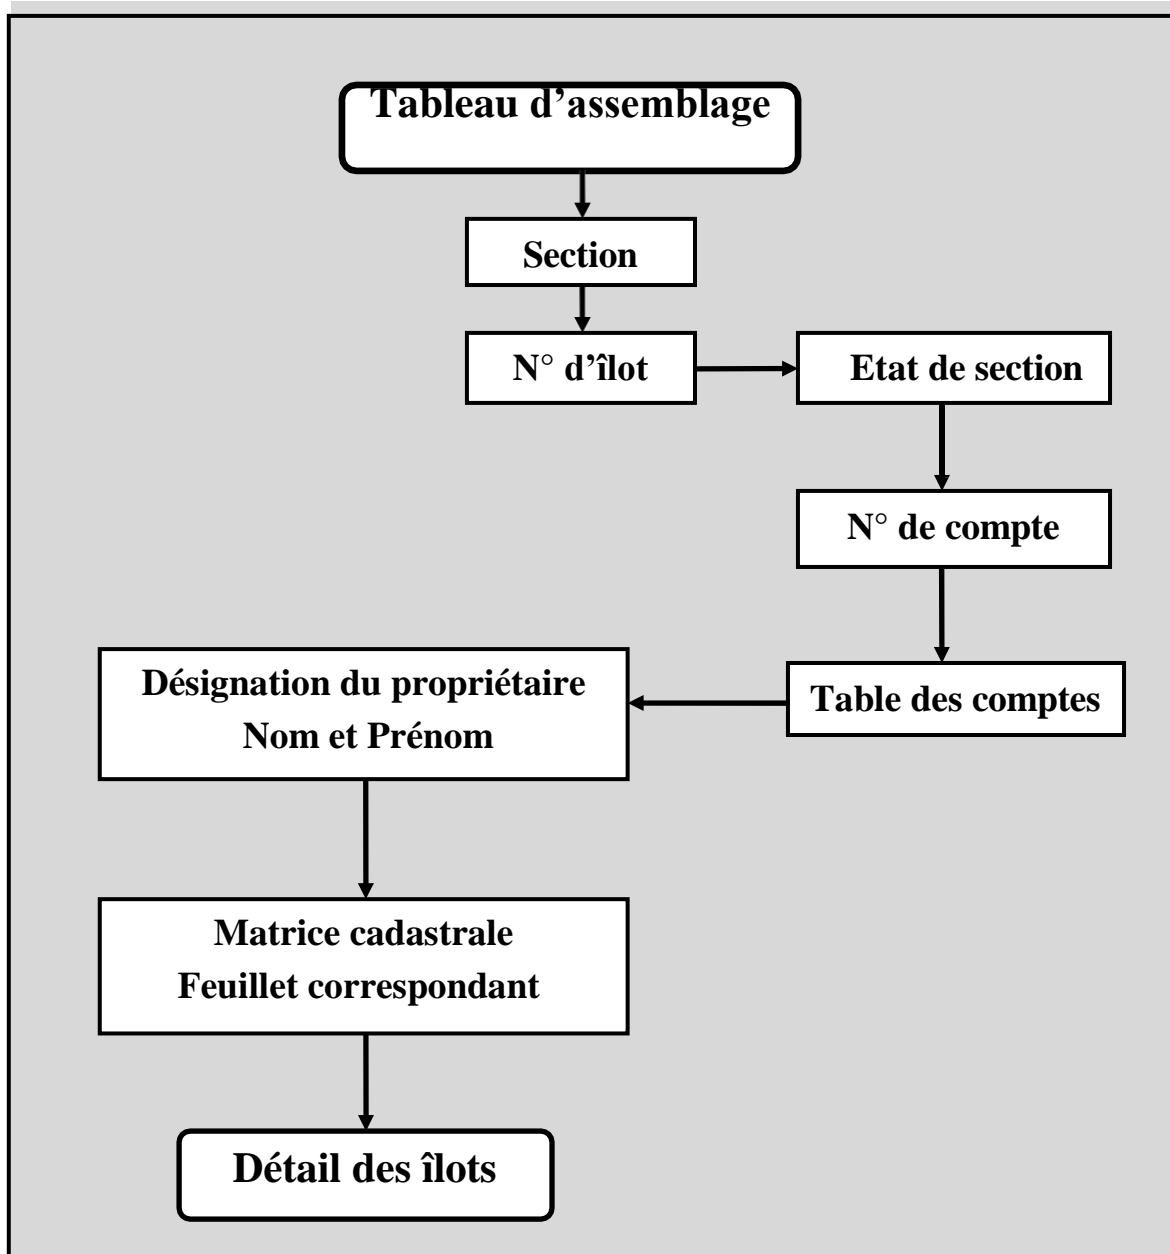 Tableau d’assemblage
Section
N° d’îlot
Etat de section
N° de compte
Table des comptes
Désignation du propriétaire
Nom et Prénom
Matrice cadastrale
Feuillet correspondant
Détail des îlots